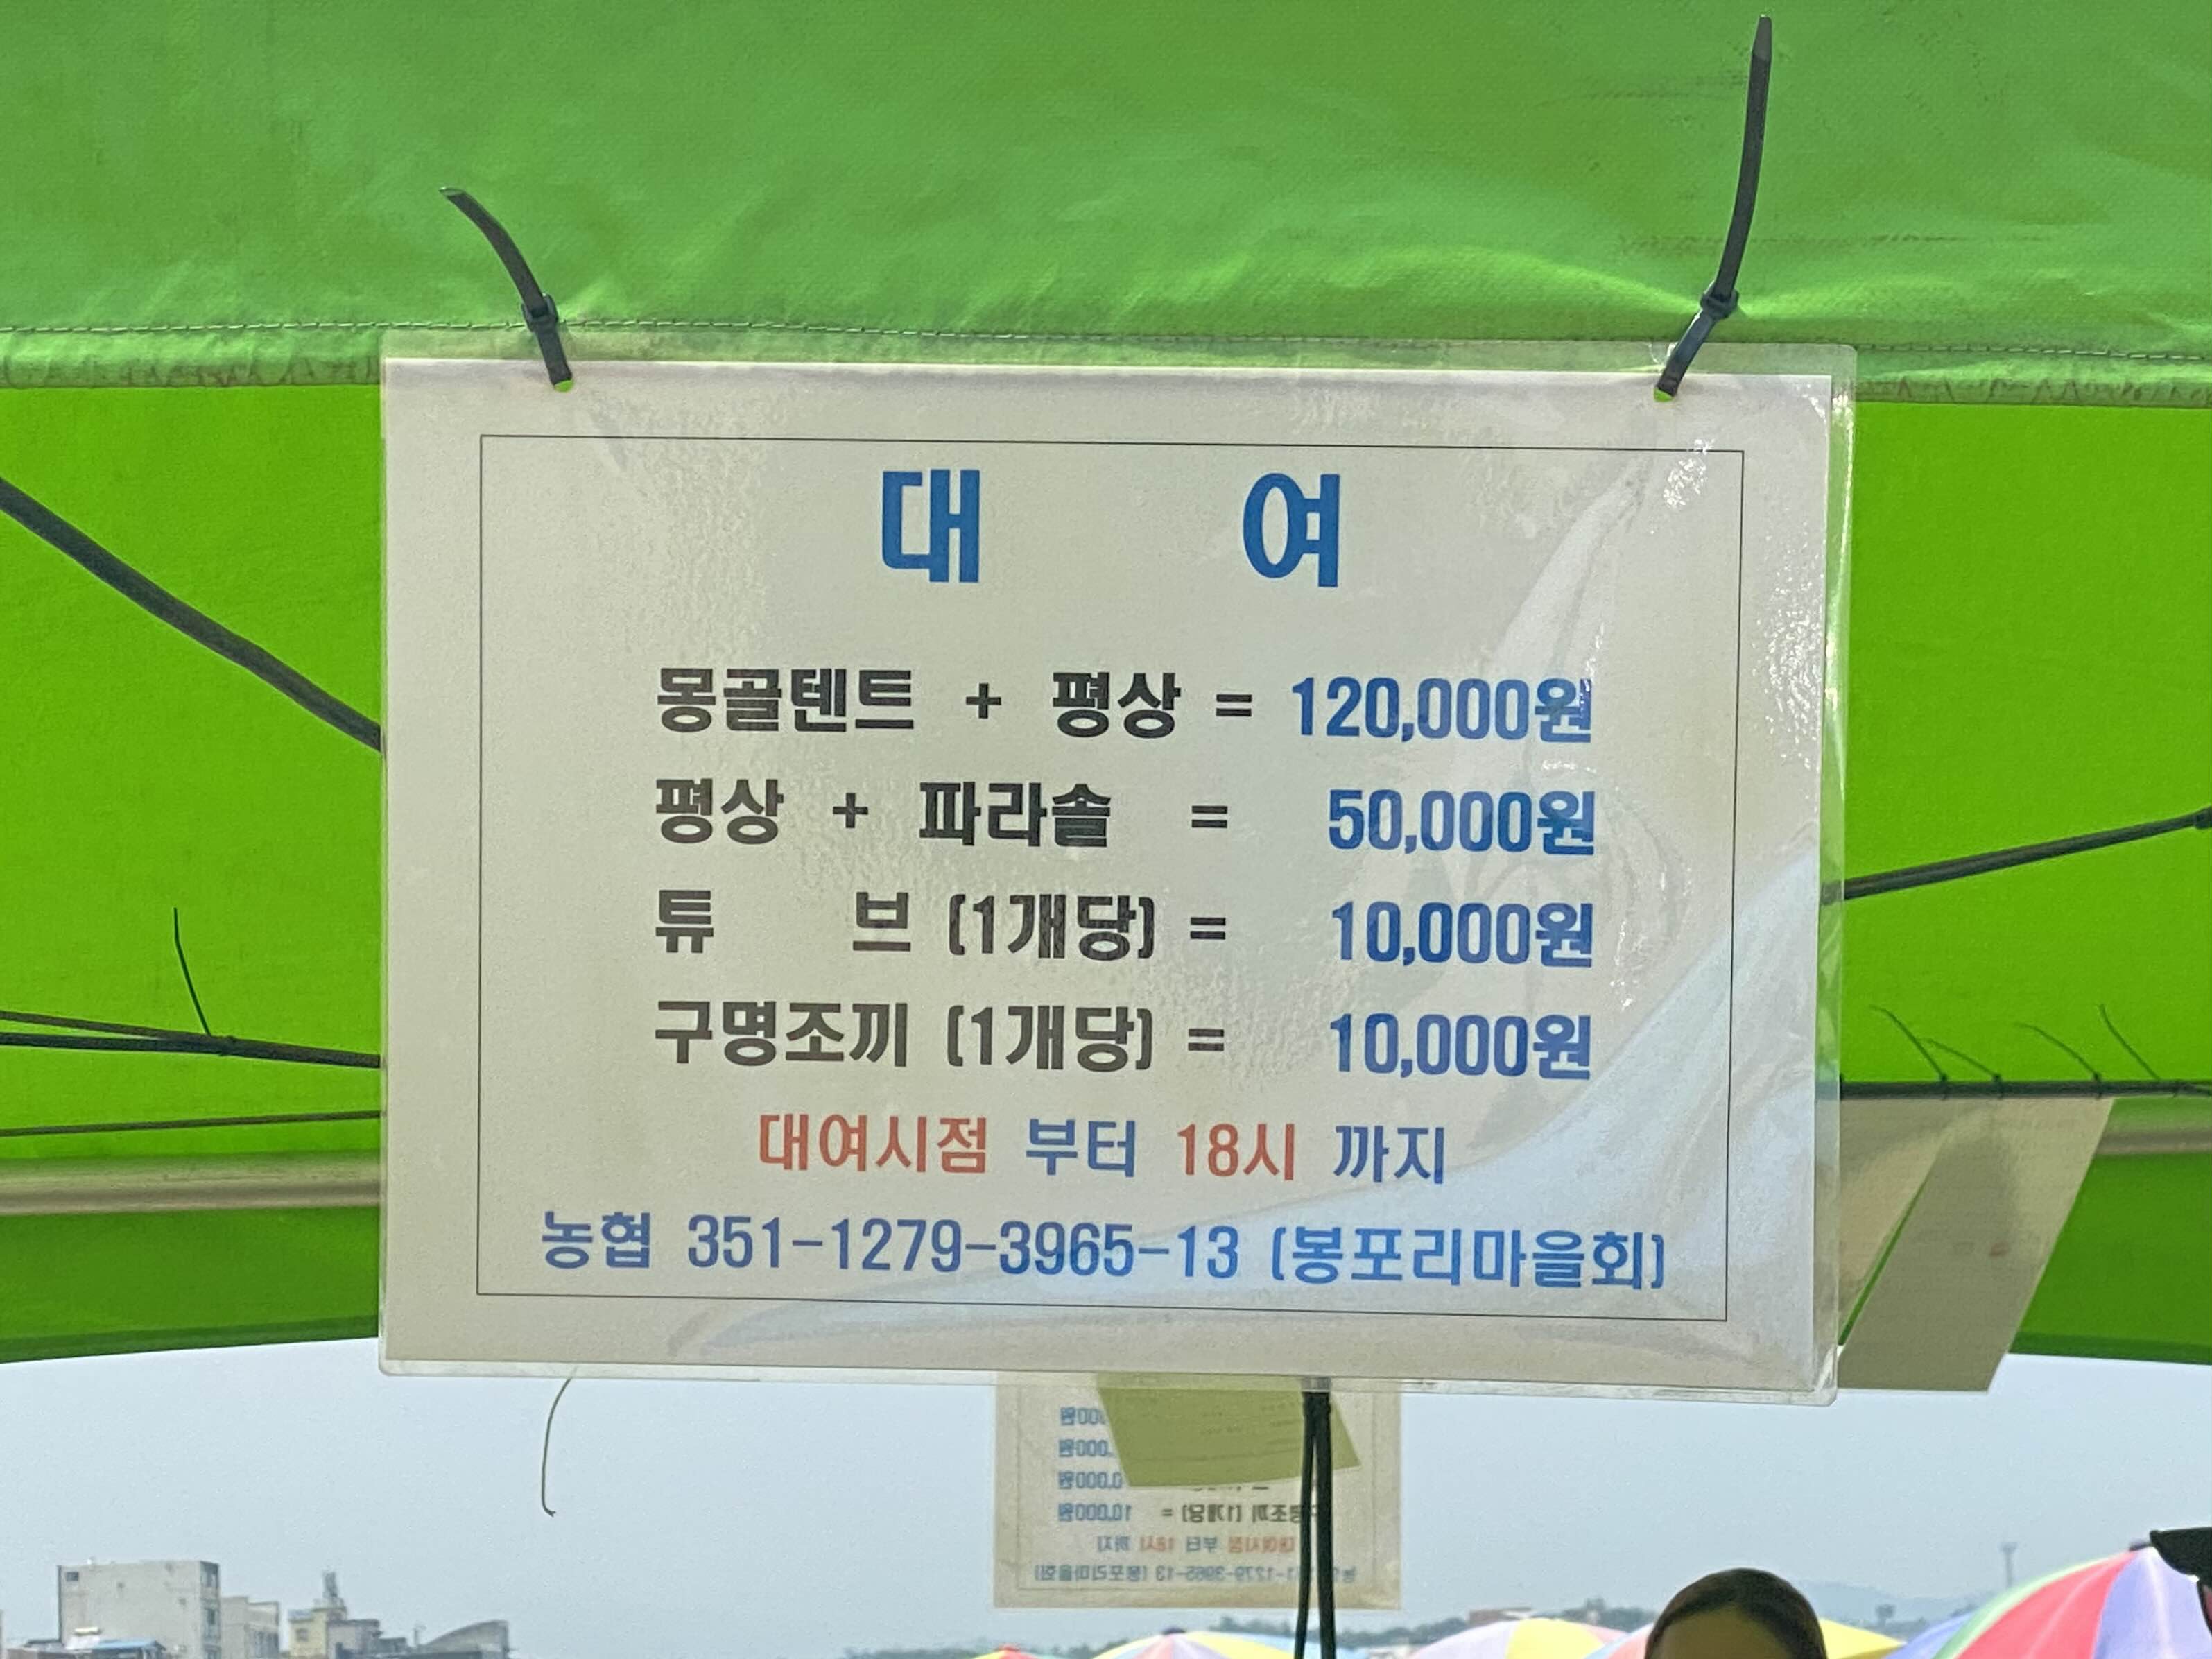 대 여
몽골텐트 + 평상 = 120,000원
평상 + 파라솔 = 50,000원
튜 브 (1개당) = 10,000원
구명조끼 (1개당) = 10,000원
대여시점 부터 18시 까지
농협 351-1279-3965-13 (봉포리마을회)